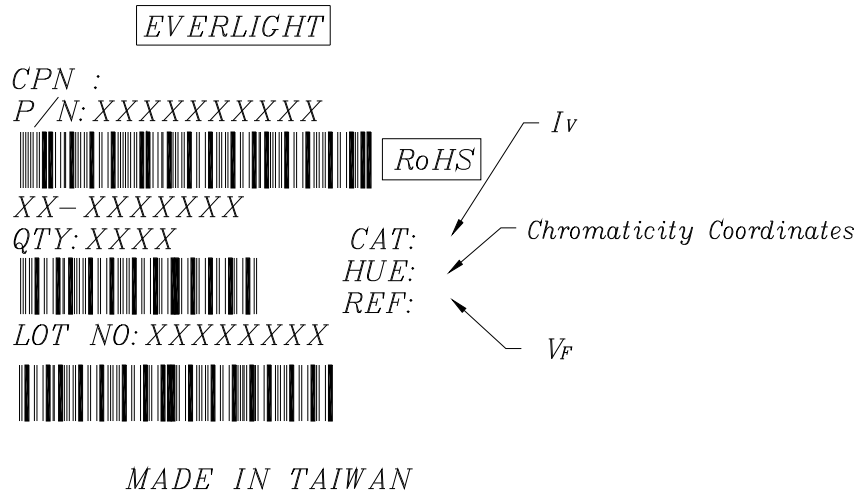 EVERLIGHT
CPN :
P/N: XXXXXXXXXX
RoHS
XX-XXXXXXX
QTY: XXXX
LOT NO: XXXXXXXX
CAT:
HUE:
REF:
IV
Chromaticity Coordinates
VF
MADE IN TAIWAN